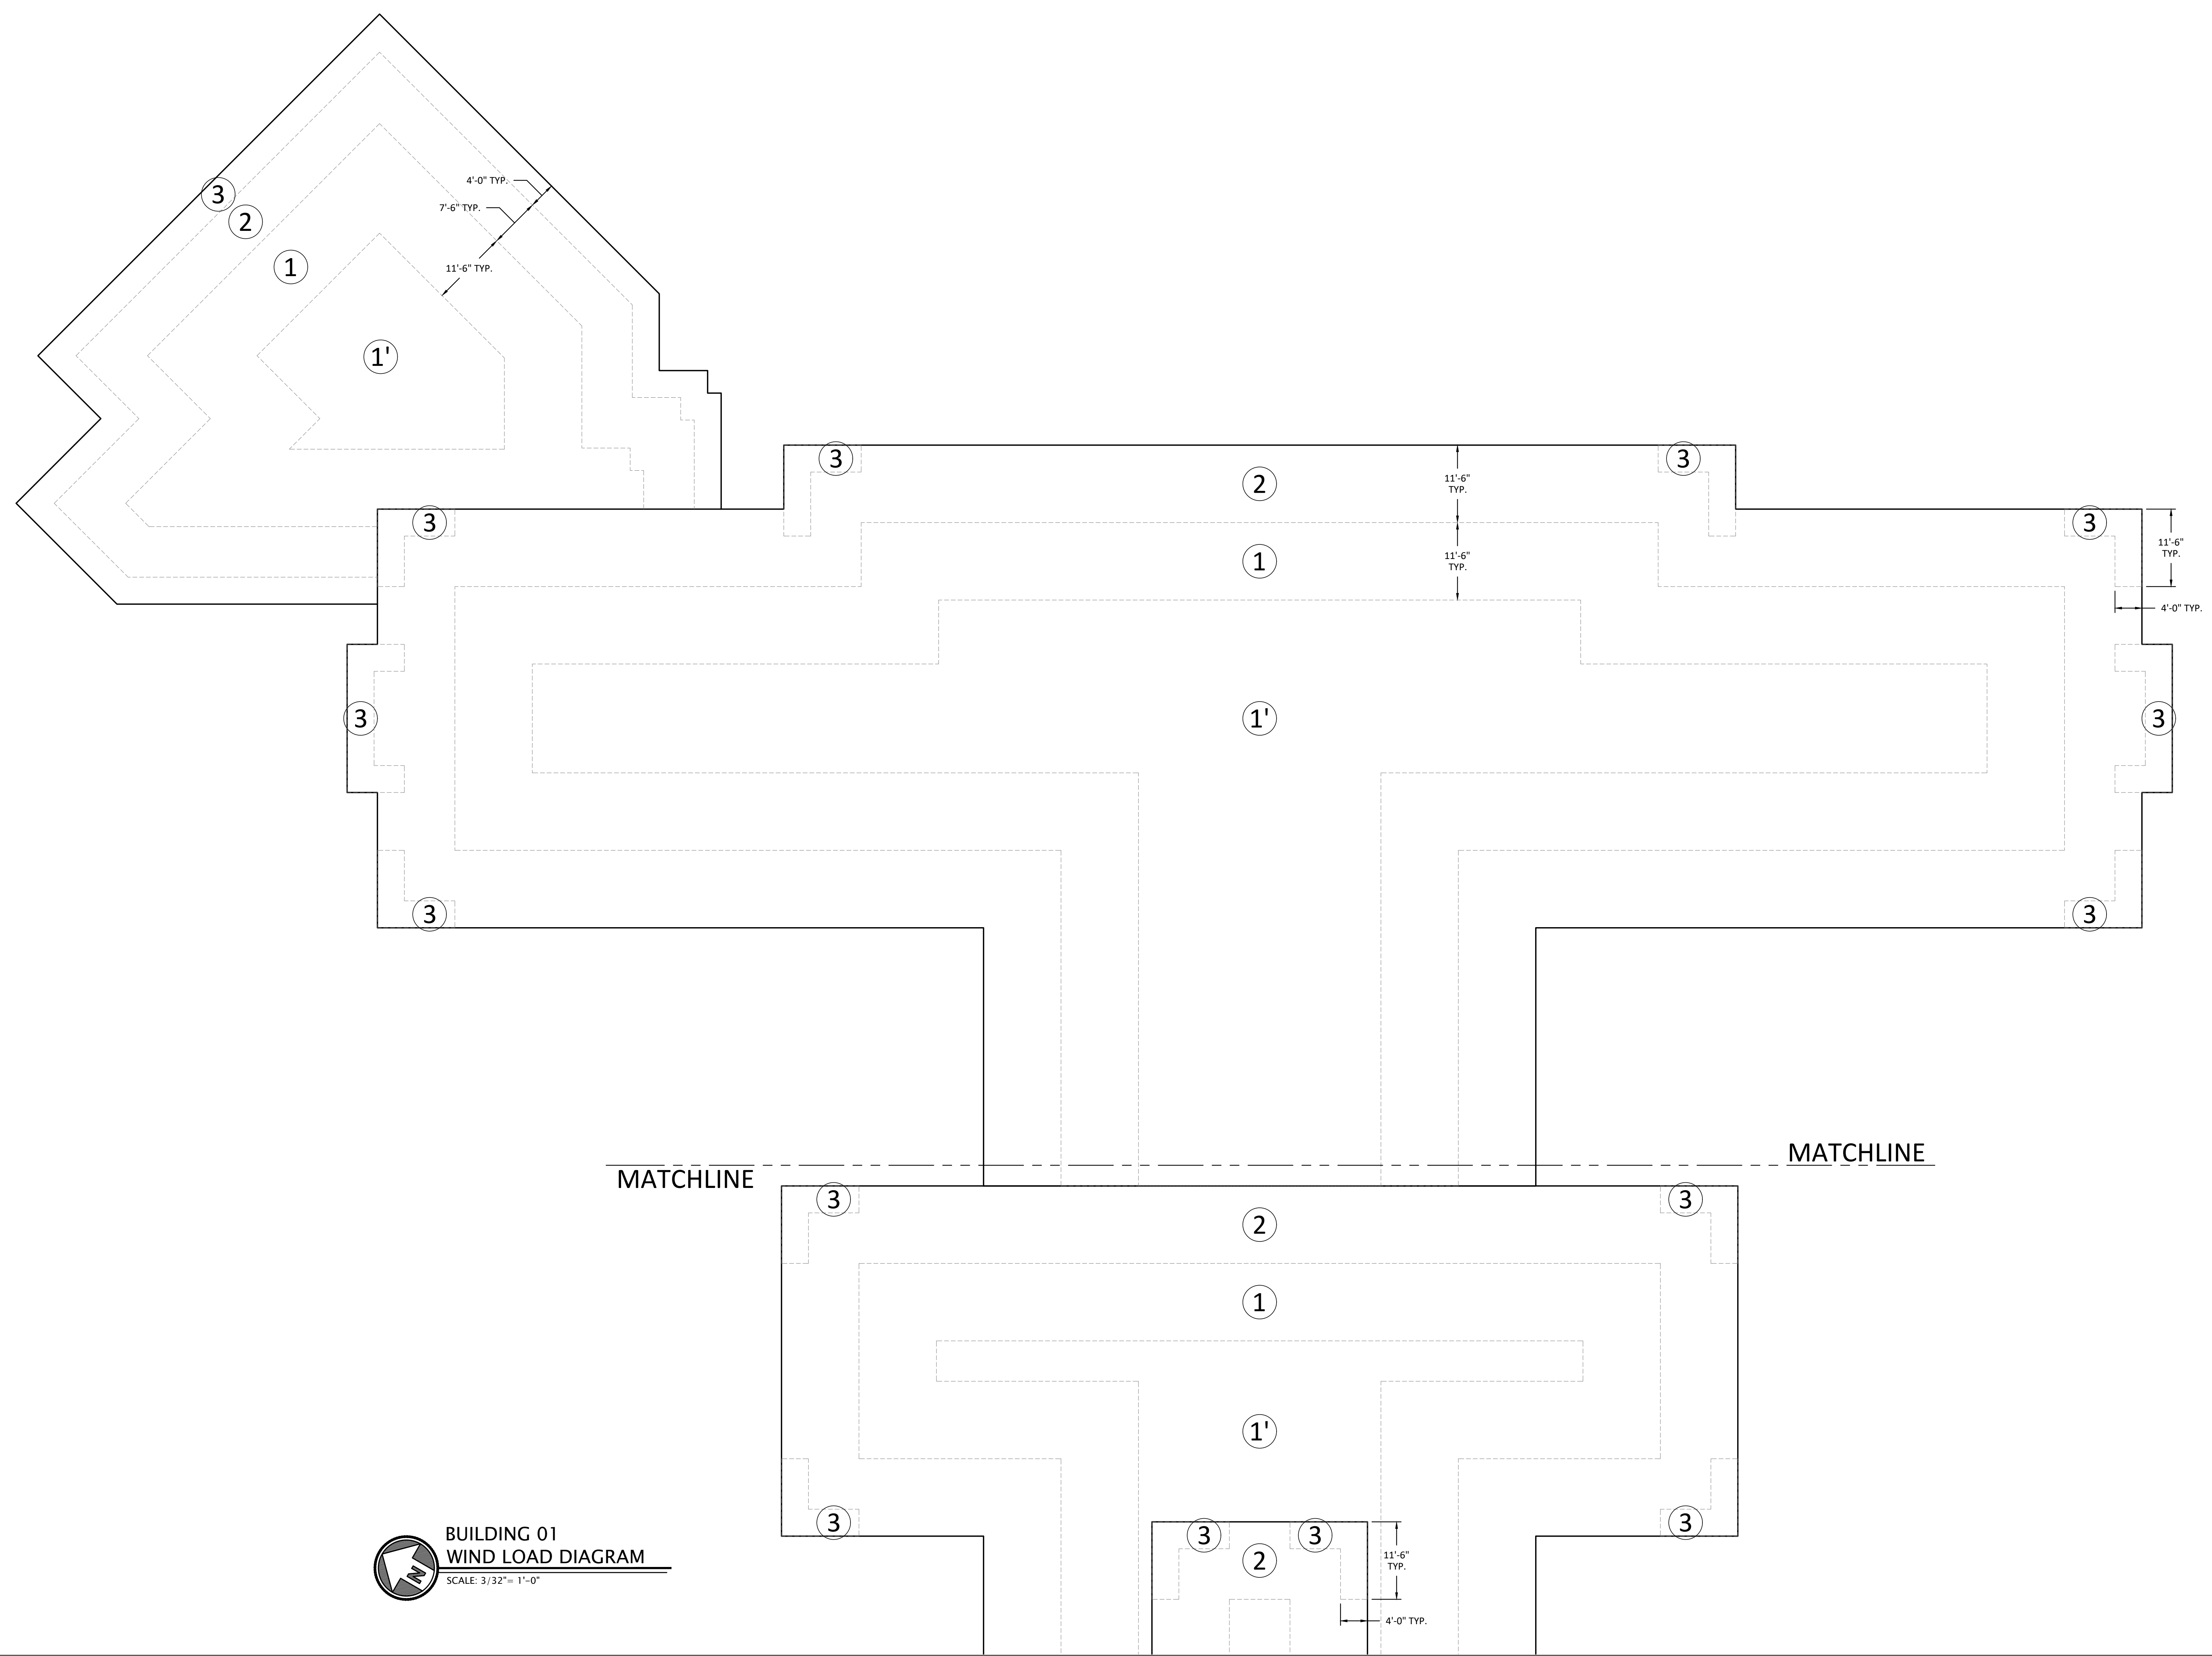 4'-0" TYP.
3
7'-6" TYP.
2
1
11'-6" TYP.
1'
3
3
2
11'-6"
TYP.
3
3
11'-6"
TYP.
1
11'-6"
TYP.
4'-0" TYP.
3
1'
3
3
3
MATCHLINE
MATCHLINE
3
3
2
1
1'
3
3
BUILDING 01
WIND LOAD DIAGRAM
SCALE: 3/32"= 1'-0"
N
3
3
2
11'-6"
TYP.
4'-0" TYP.